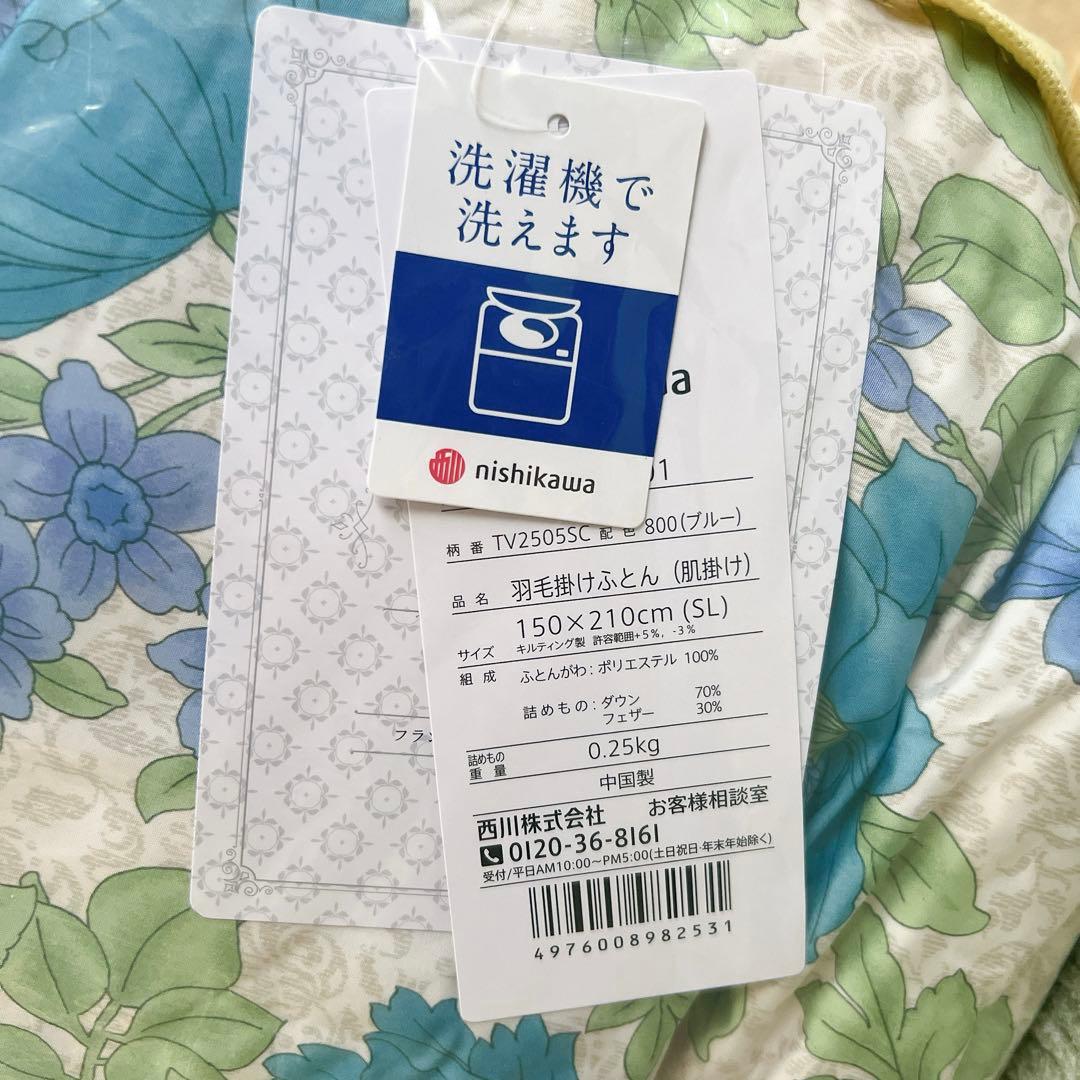 洗濯機で
洗えます
nishikawa
柄番 TV2505SC 配色 800(ブルー)
品名 羽毛掛けふとん (肌掛け)
サイズ 150×210cm (SL)
キルティング製 許容範囲+5%, -3%
組成 ふとんがわ:ポリエステル 100%
詰めもの:ダウン 70%
フェザー 30%
詰めもの重量 0.25kg
中国製
西川株式会社 お客様相談室
0120-36-8161
受付/平日AM10:00~PM5:00(土日祝日・年末年始除く)
4976008982531